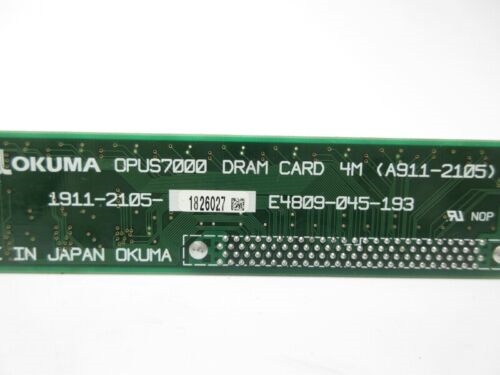 OKUMA OPUS7000 DRAM CARD 4M (A911-2105)
1911-2105- 1826027 E4809-045-193
NOP
IN JAPAN OKUMA